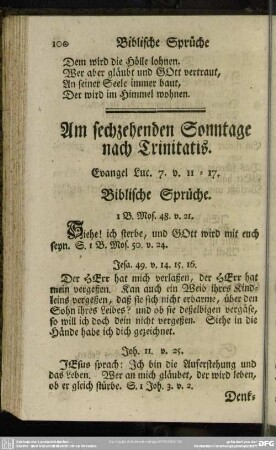 100 Biblische Sprüche
Dem wird die Hölle lohnen.
Wer aber gläubt und GOtt vertraut,
An seiner Seele immer baut,
Der wird im Himmel wohnen.
Am sechzehenden Sonntage
nach Trinitatis.
Evangel Luc. 7. v. 11 - 17.
Biblische Sprüche.
1 B. Mos. 48. v. 21.
Siehe! ich sterbe, und GOtt wird mit euch
seyn. S. 1 B. Mos. 50. v. 24.
Jesa. 49. v. 14. 15. 16.
Der HErr hat mich verlaßen, der HErr hat
mein vergeßen. Kan auch ein Weib ihres Kind-
leins vergeßen, daß sie sich nicht erbarme, über den
Sohn ihres Leibes? und ob sie desselbigen vergäße,
so will ich doch dein nicht vergeßen. Siehe in die
Hände habe ich dich gezeichnet.
Joh. 11. v. 25.
JEsus sprach: Ich bin die Auferstehung und
das Leben. Wer an mich gläubet, der wird leben,
ob er gleich stürbe. S. 1 Joh. 3. v. 2.
Denk-